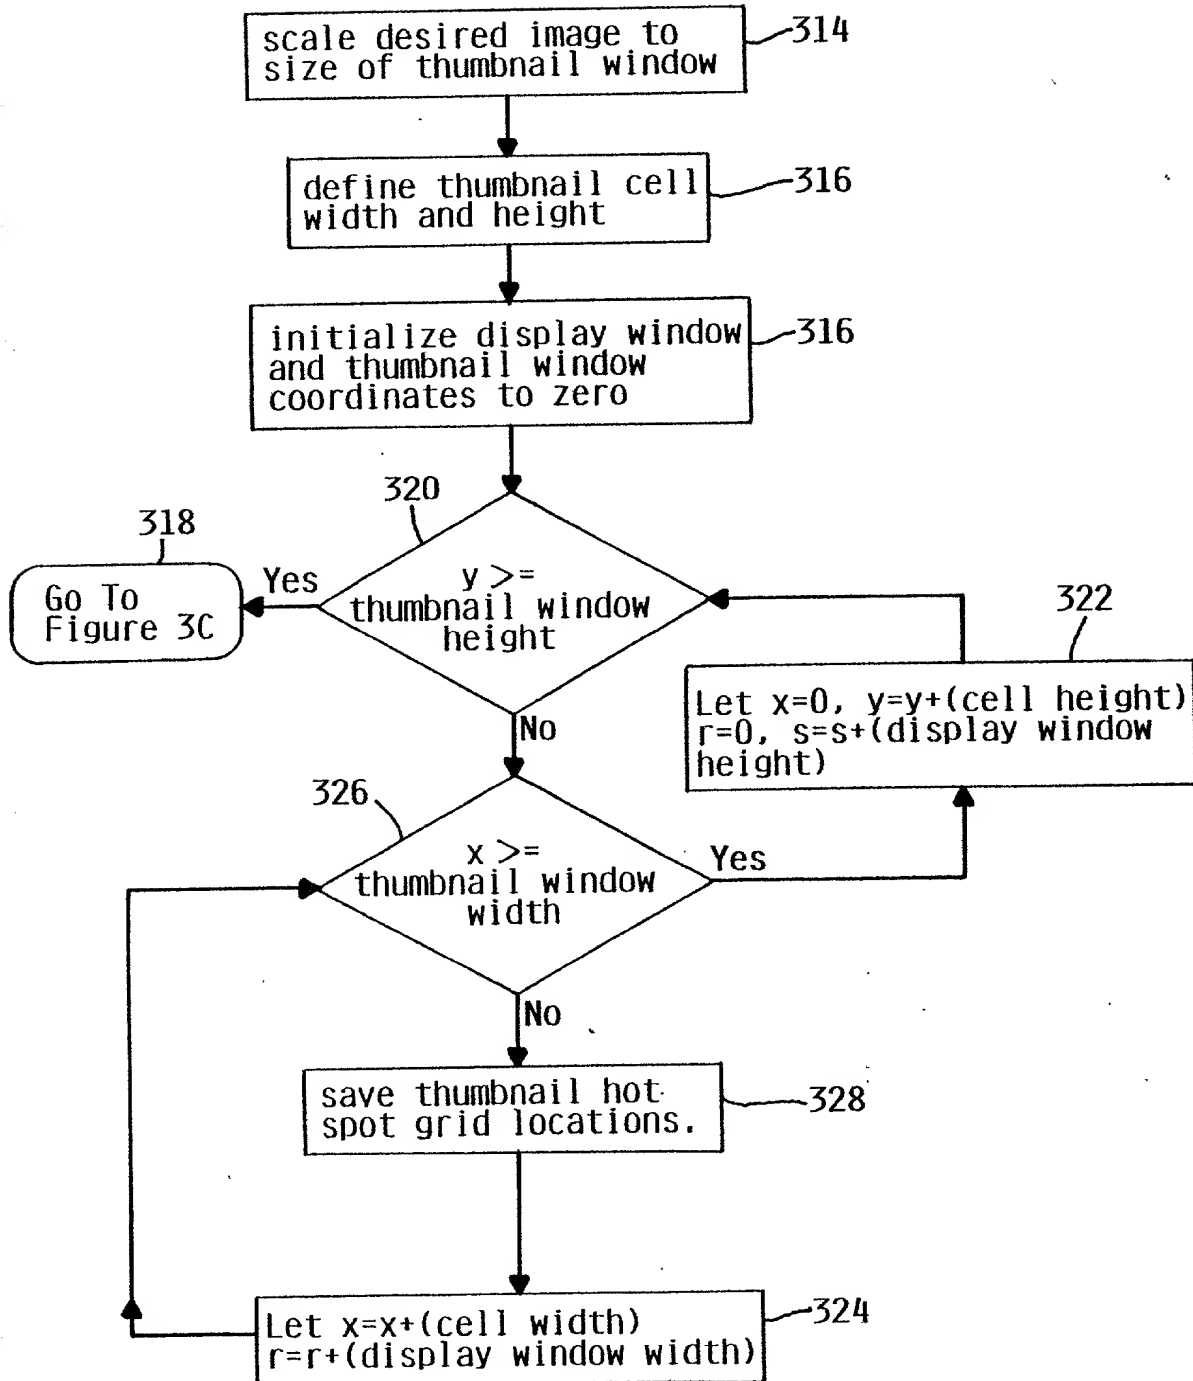 scale desired image to
size of thumbnail window
314
define thumbnail cell
width and height
316
initialize display window
and thumbnail window
coordinates to zero
316
320
318
Go To
Figure 3C
Yes
y >=
thumbnail window
height
322
Let x=0, y=y+(cell height)
r=0, s=s+(display window
height)
No
326
x >=
thumbnail window
width
Yes
No
save thumbnail hot
spot grid locations.
328
Let x=x+(cell width)
r=r+(display window width)
324